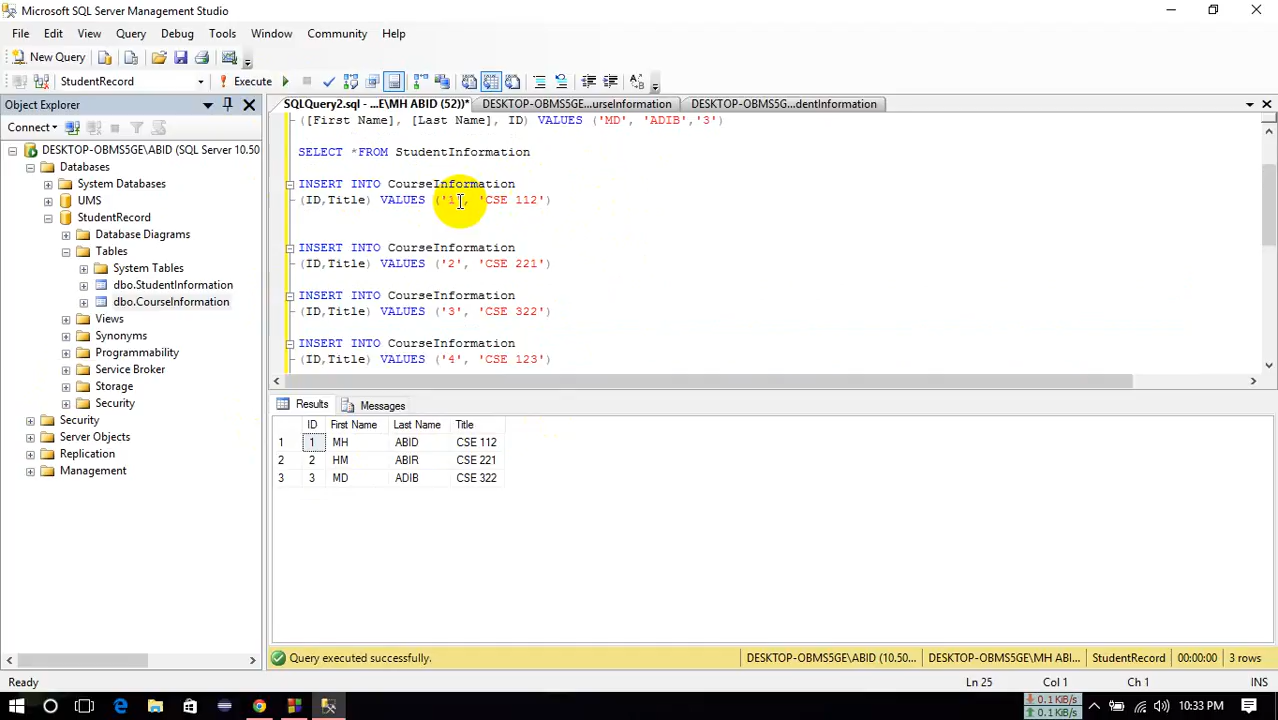 Microsoft SQL Server Management Studio
File Edit View Query Debug Tools Window Community Help
New Query
StudentRecord Execute
Object Explorer
SQLQuery2.sql - ...E\MH ABID (52))* DESKTOP-OBMS5GE...urseInformation DESKTOP-OBMS5G...dentInformation
Connect
DESKTOP-OBMS5GE\ABID (SQL Server 10.50
Databases
System Databases
UMS
StudentRecord
Database Diagrams
Tables
System Tables
dbo.StudentInformation
dbo.CourseInformation
Views
Synonyms
Programmability
Service Broker
Storage
Security
Security
Server Objects
Replication
Management
([First Name], [Last Name], ID) VALUES ('MD', 'ADIB','3')
SELECT *FROM StudentInformation
INSERT INTO CourseInformation
(ID,Title) VALUES ('1', 'CSE 112')
INSERT INTO CourseInformation
(ID,Title) VALUES ('2', 'CSE 221')
INSERT INTO CourseInformation
(ID,Title) VALUES ('3', 'CSE 322')
INSERT INTO CourseInformation
(ID,Title) VALUES ('4', 'CSE 123')
Results Messages
ID First Name Last Name Title
1 1 MH ABID CSE 112
2 2 HM ABIR CSE 221
3 3 MD ADIB CSE 322
Query executed successfully. DESKTOP-OBMS5GE\ABID (10.50... DESKTOP-OBMS5GE\MH ABI... StudentRecord 00:00:00 3 rows
Ready Ln 25 Col 1 Ch 1 INS
↓: 0.1 KiB/s
↑: 0.1 KiB/s
10:33 PM